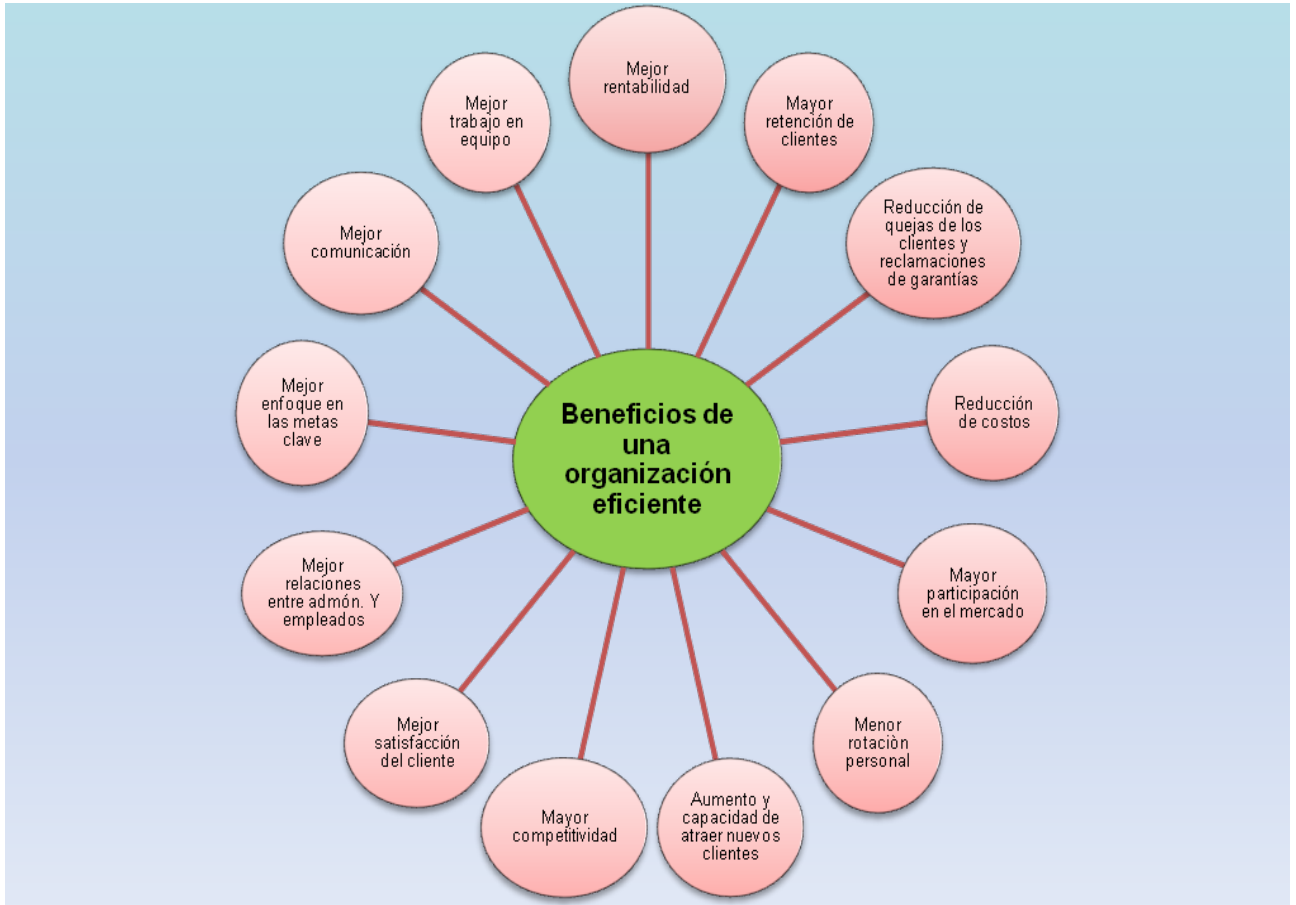 Mejor
rentabilidad
Mayor
retención de
clientes
Reducción de
quejas de los
clientes y
reclamaciones
de garantías
Reducción
de costos
Mayor
participación
en el mercado
Menor
rotaciòn
personal
Aumento y
capacidad de
atraer nuevos
clientes
Mayor
competitividad
Mejor
satisfacción
del cliente
Mejor
relaciones
entre admón. Y
empleados
Mejor
enfoque en
las metas
clave
Mejor
comunicación
Mejor
trabajo en
equipo
Beneficios de
una
organización
eficiente